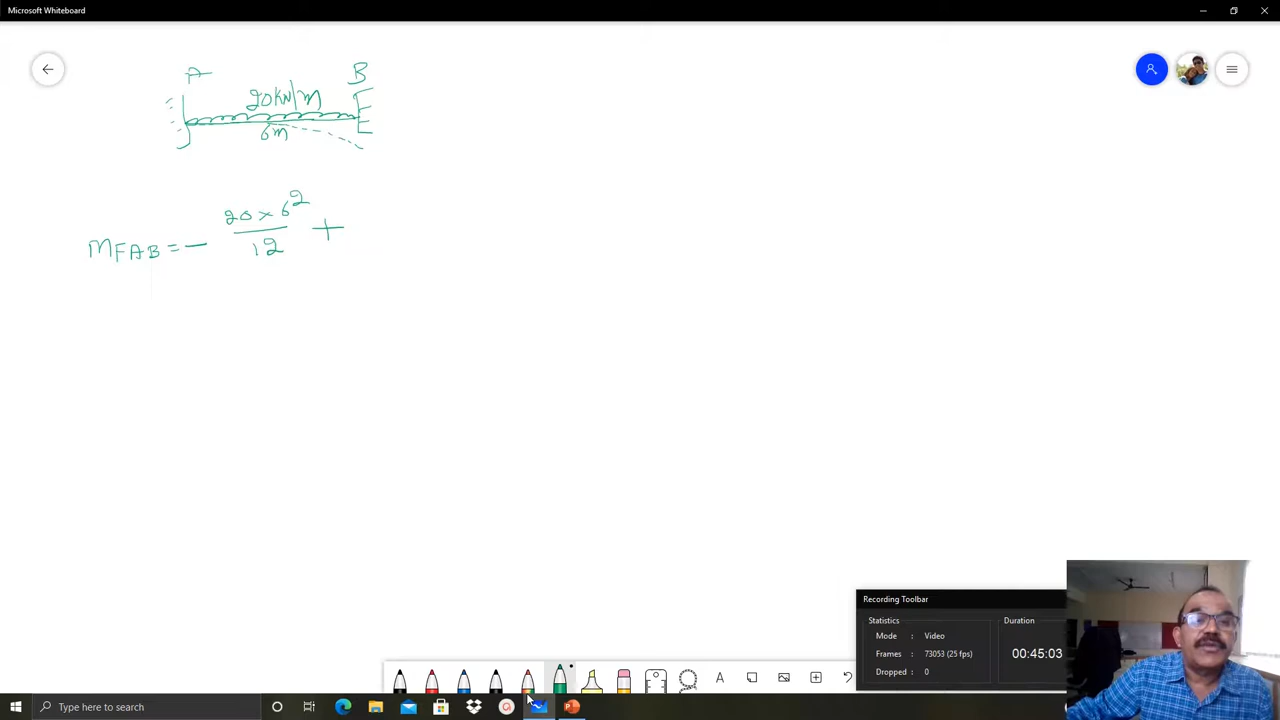 Microsoft Whiteboard
A B
20KN/m
6m
MFAB = - 20 × 6² / 12 +
Recording Toolbar
Statistics Duration
Mode : Video
Frames : 73053 (25 fps) 00:45:03
Dropped : 0
A
Type here to search